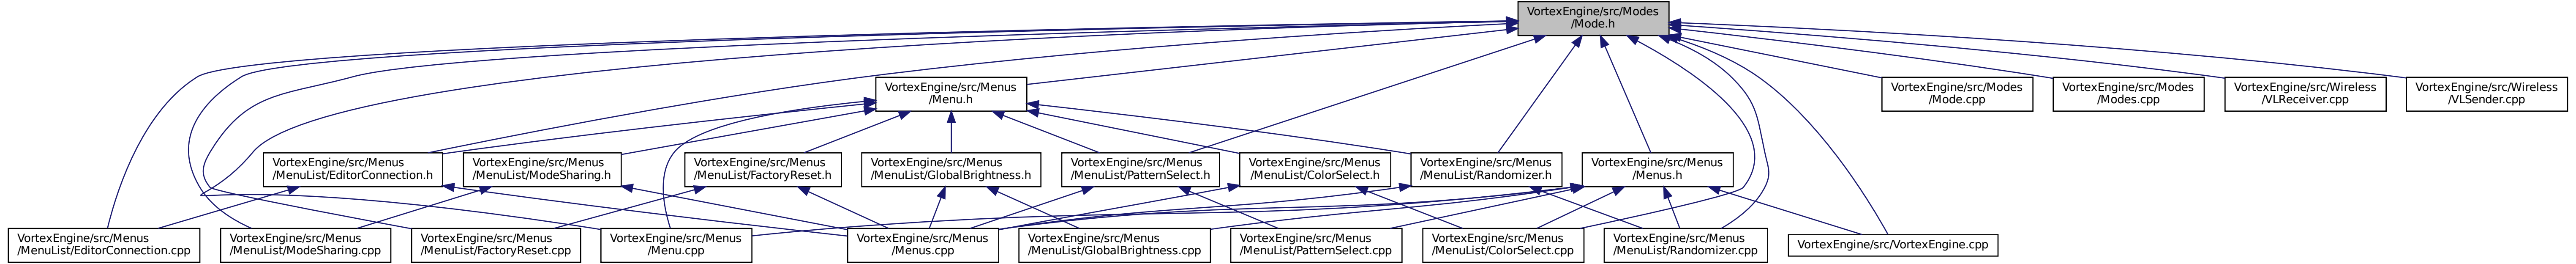 VortexEngine/src/Modes
/Mode.h
VortexEngine/src/Menus
/Menu.h
VortexEngine/src/Modes
/Mode.cpp
VortexEngine/src/Modes
/Modes.cpp
VortexEngine/src/Wireless
/VLReceiver.cpp
VortexEngine/src/Wireless
/VLSender.cpp
VortexEngine/src/Menus
/MenuList/EditorConnection.h
VortexEngine/src/Menus
/MenuList/ModeSharing.h
VortexEngine/src/Menus
/MenuList/FactoryReset.h
VortexEngine/src/Menus
/MenuList/GlobalBrightness.h
VortexEngine/src/Menus
/MenuList/PatternSelect.h
VortexEngine/src/Menus
/MenuList/ColorSelect.h
VortexEngine/src/Menus
/MenuList/Randomizer.h
VortexEngine/src/Menus
/Menus.h
VortexEngine/src/Menus
/MenuList/EditorConnection.cpp
VortexEngine/src/Menus
/MenuList/ModeSharing.cpp
VortexEngine/src/Menus
/MenuList/FactoryReset.cpp
VortexEngine/src/Menus
/Menu.cpp
VortexEngine/src/Menus
/Menus.cpp
VortexEngine/src/Menus
/MenuList/GlobalBrightness.cpp
VortexEngine/src/Menus
/MenuList/PatternSelect.cpp
VortexEngine/src/Menus
/MenuList/ColorSelect.cpp
VortexEngine/src/Menus
/MenuList/Randomizer.cpp
VortexEngine/src/VortexEngine.cpp